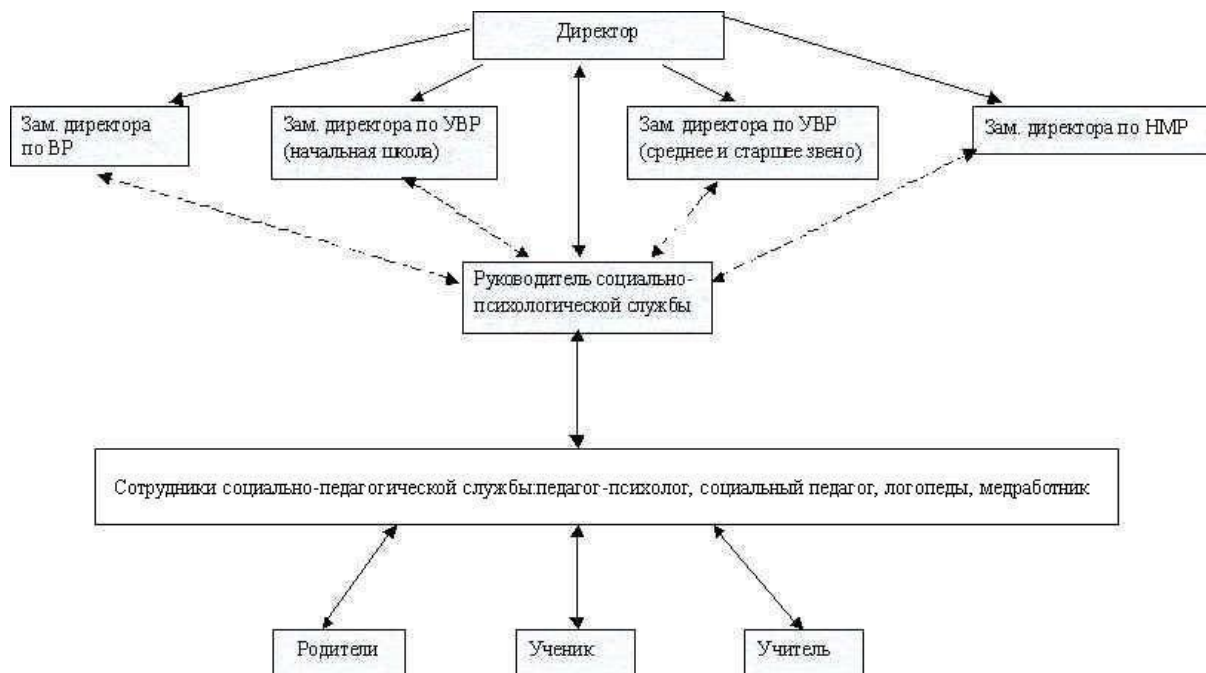 Директор
Зам. директора
по ВР
Зам. директора по УВР
(начальная школа)
Зам. директора по УВР
(среднее и старшее звено)
Зам. директора по НМР
Руководитель социально-
психологической службы
Сотрудники социально-педагогической службы:педагог-психолог, социальный педагог, логопеды, медработник
Родители
Ученик
Учитель